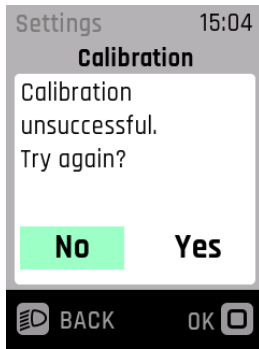 Settings 15:04
Calibration
Calibration
unsuccessful.
Try again?
No Yes
BACK OK